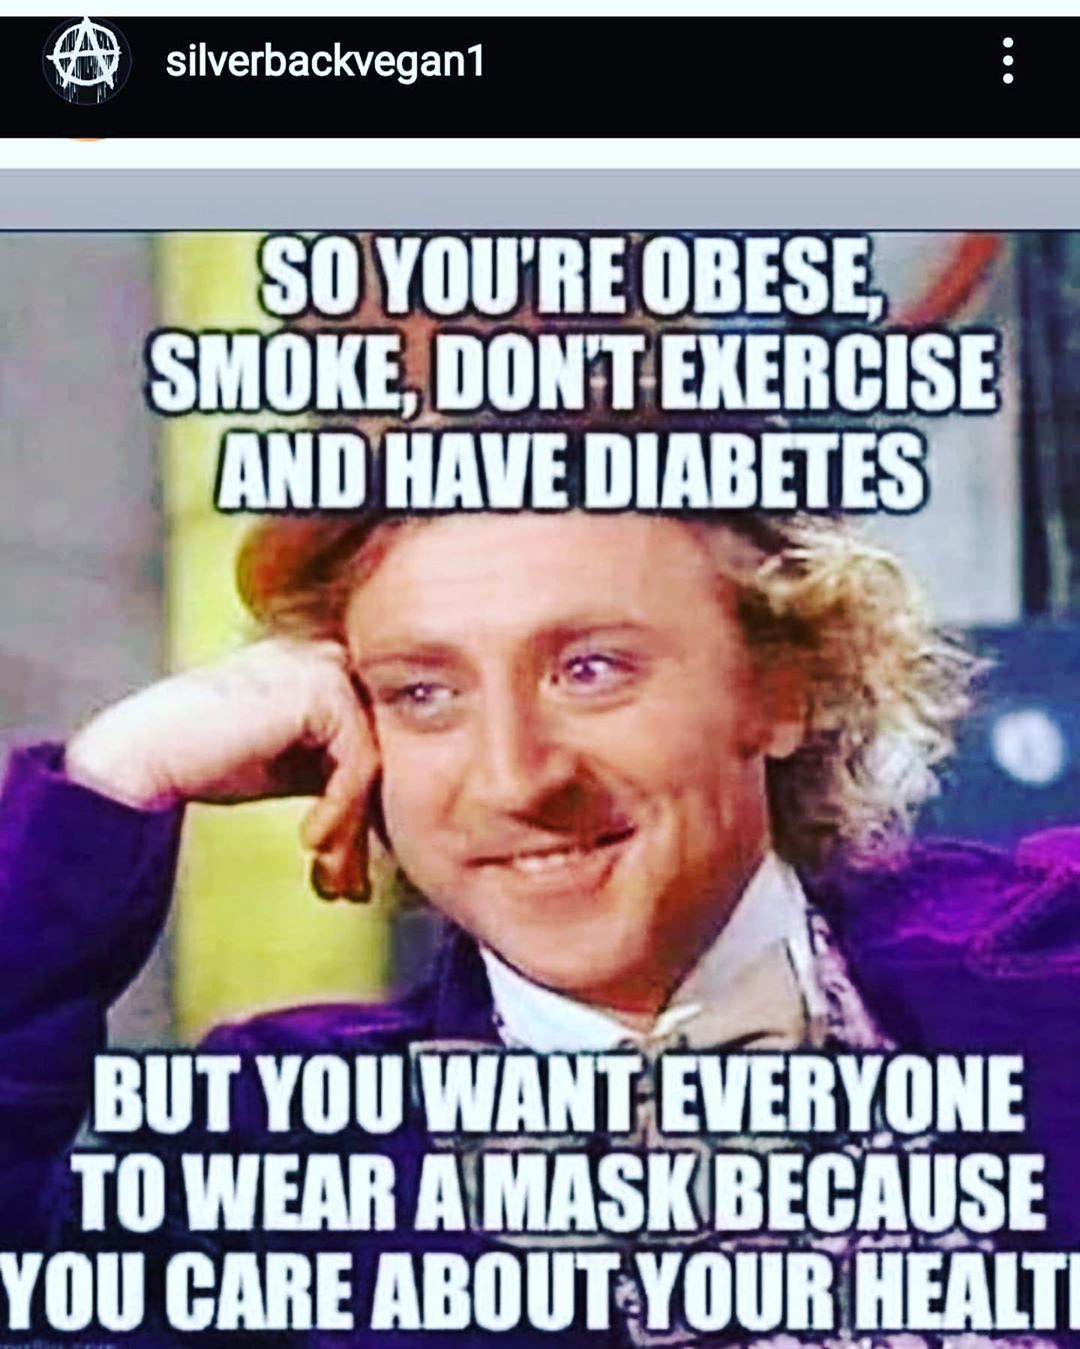 silverbackvegan1
SO YOU'RE OBESE,
SMOKE, DON'T EXERCISE
AND HAVE DIABETES
BUT YOU WANT EVERYONE
TO WEAR A MASK BECAUSE
YOU CARE ABOUT YOUR HEALT